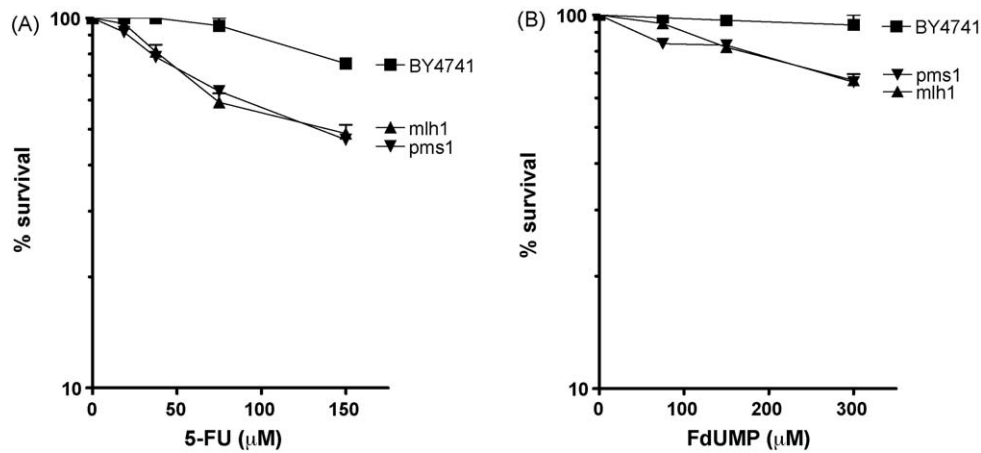 (A)
100
% survival
10
0
50
100
150
5-FU (μM)
BY4741
mlh1
pms1
(B)
100
% survival
10
0
100
200
300
FdUMP (μM)
BY4741
pms1
mlh1